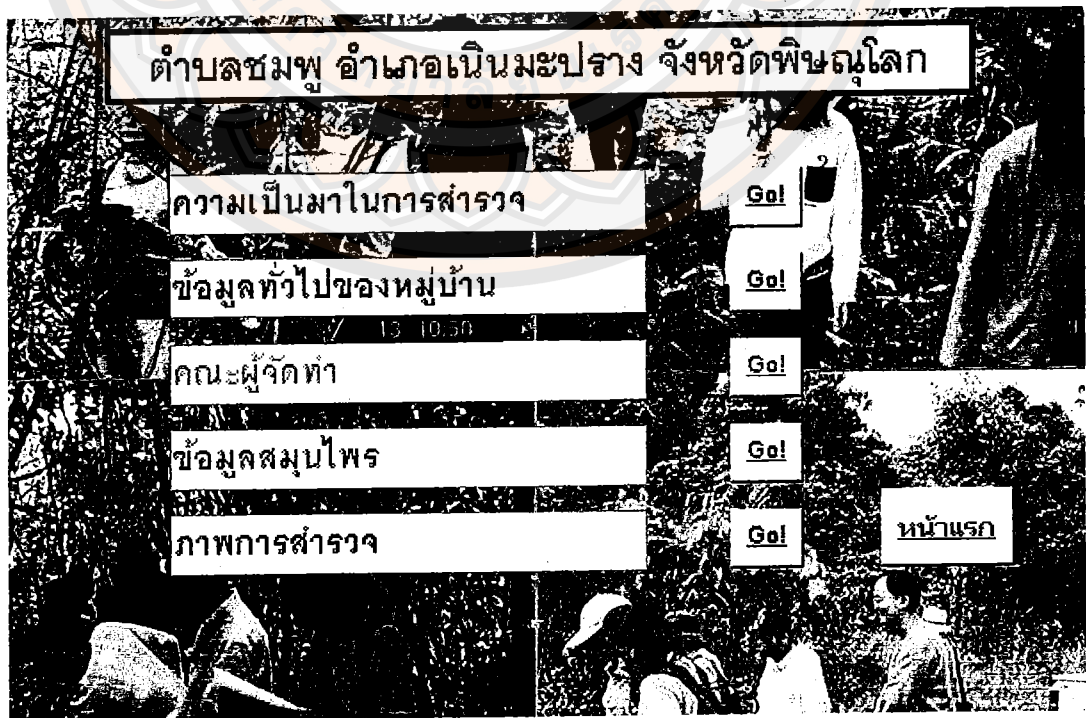 ตำบลชมพู อำเภอเนินมะปราง จังหวัดพิษณุโลก
ความเป็นมาในการสำรวจ Go!
ข้อมูลทั่วไปของหมู่บ้าน Go!
13 10:50
คณะผู้จัดทำ Go!
ข้อมูลสมุนไพร Go!
ภาพการสำรวจ Go!
หน้าแรก